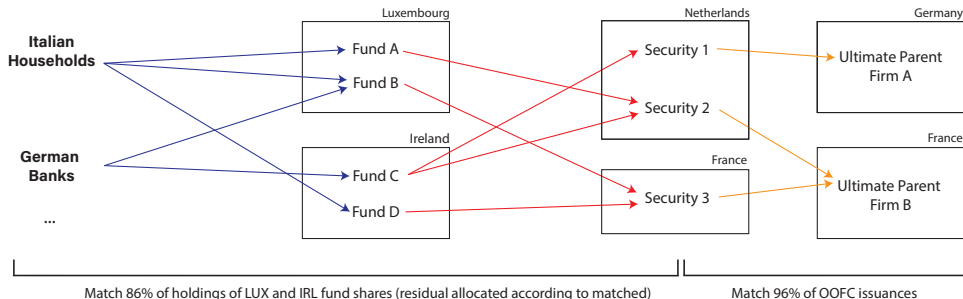 Luxembourg
Netherlands
Germany
Italian
Households
Fund A
Fund B
Security 1
Security 2
Ultimate Parent
Firm A
German
Banks
...
Ireland
Fund C
Fund D
France
Security 3
France
Ultimate Parent
Firm B
Match 86% of holdings of LUX and IRL fund shares (residual allocated according to matched)
Match 96% of OOFC issuances